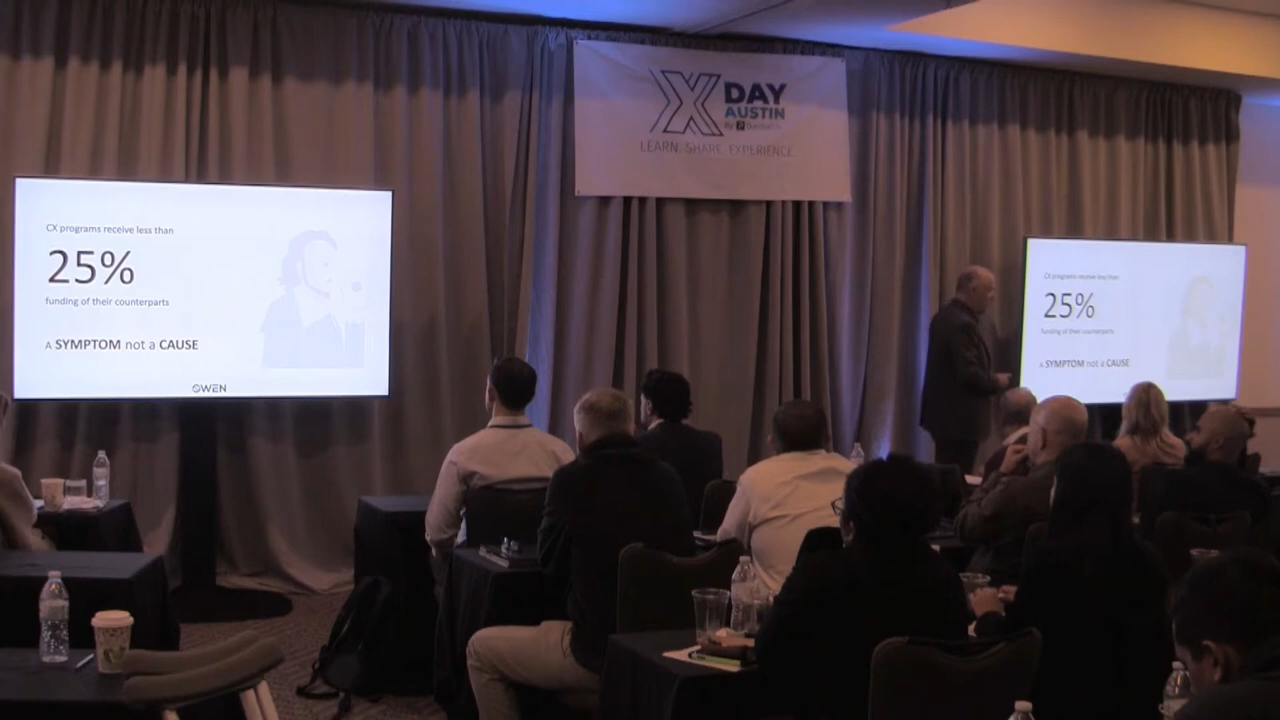 X DAY
AUSTIN
By
LEARN. SHARE. EXPERIENCE.
CX programs receive less than
25%
funding of their counterparts
A SYMPTOM not a CAUSE
OWEN
CX programs receive less than
25%
funding of their counterparts
A SYMPTOM not a CAUSE